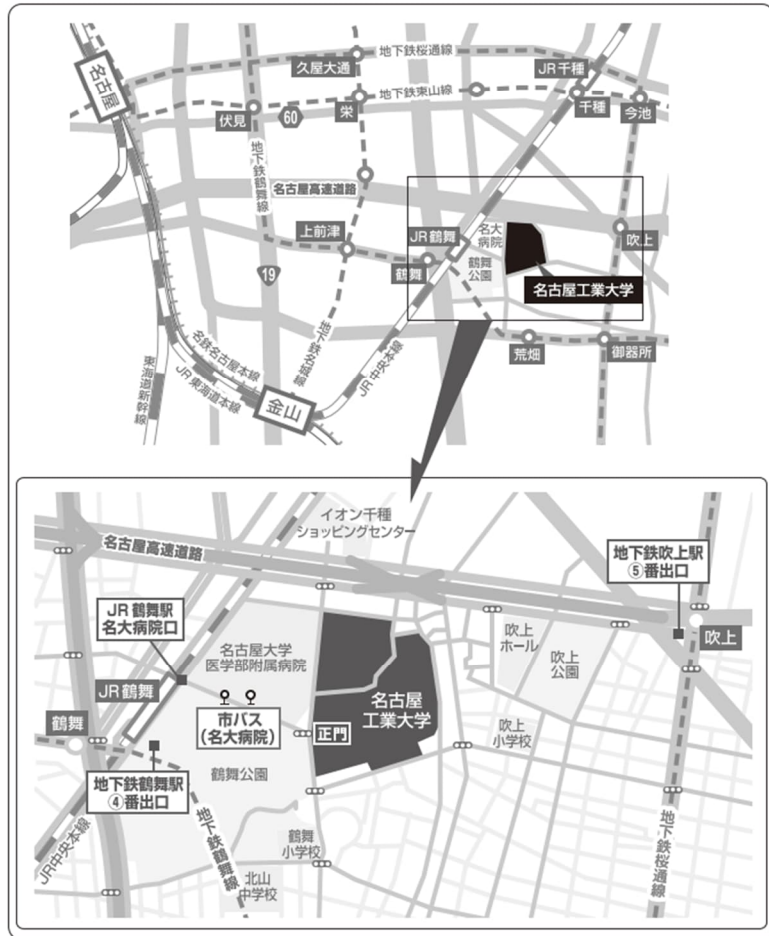 地下鉄桜通線
久屋大通
JR千種
名古屋
地下鉄東山線
伏見
60
栄
千種
今池
地下鉄鶴舞線
名古屋高速道路
上前津
JR鶴舞
名大
病院
吹上
鶴舞
鶴舞
公園
19
名古屋工業大学
地下鉄名城線
荒畑
御器所
名鉄名古屋本線
JR東海道本線
JR中央本線
東海道新幹線
金山
イオン千種
ショッピングセンター
名古屋高速道路
地下鉄吹上駅
⑤番出口
JR鶴舞駅
名大病院口
名古屋大学
医学部附属病院
吹上
ホール
吹上
公園
吹上
JR鶴舞
市バス
(名大病院)
名古屋
工業大学
鶴舞
正門
吹上
小学校
地下鉄鶴舞駅
④番出口
鶴舞公園
JR中央本線
地下鉄鶴舞線
鶴舞
小学校
北山
中学校
地下鉄桜通線